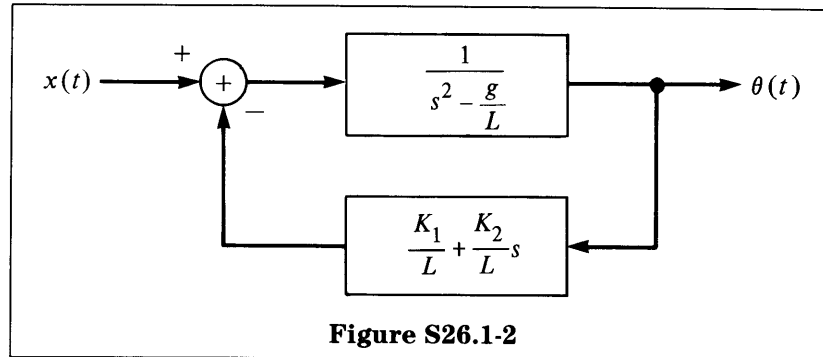 +
x(t)
+
−
1
s² − g/L
θ(t)
K₁/L + K₂/L s
Figure S26.1-2